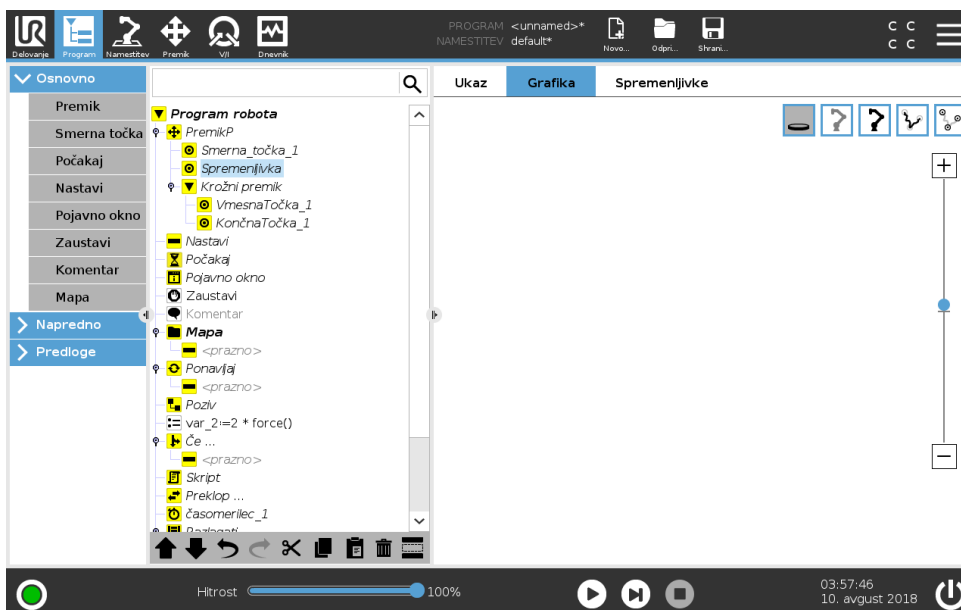 UR
Delovanje
Program
Namestitev
Premik
V/I
Dnevnik
PROGRAM <unnamed>*
NAMESTITEV default*
Novo...
Odpri...
Shrani...
C C
C C
Osnovno
Premik
Smerna točka
Počakaj
Nastavi
Pojavno okno
Zaustavi
Komentar
Mapa
Napredno
Predloge
Program robota
PremikP
Smerna_točka_1
Spremenljivka
Krožni premik
VmesnaTočka_1
KončnaTočka_1
Nastavi
Počakaj
Pojavno okno
Zaustavi
Komentar
Mapa
<prazno>
Ponavljaj
<prazno>
Poziv
var_2:=2 * force()
Če ...
<prazno>
Skript
Preklop ...
časomerilec_1
Ukaz
Grafika
Spremenljivke
Hitrost
100%
03:57:46
10. avgust 2018